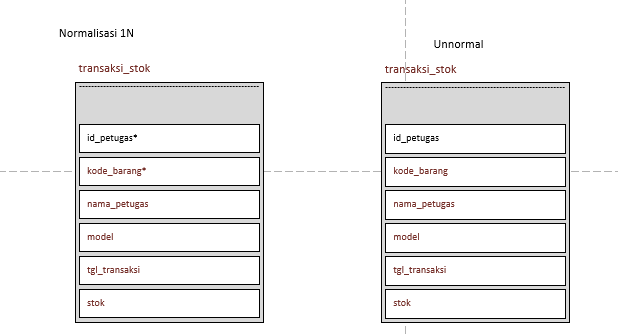 Normalisasi 1N
transaksi_stok
id_petugas*
kode_barang*
nama_petugas
model
tgl_transaksi
stok
Unnormal
transaksi_stok
id_petugas
kode_barang
nama_petugas
model
tgl_transaksi
stok